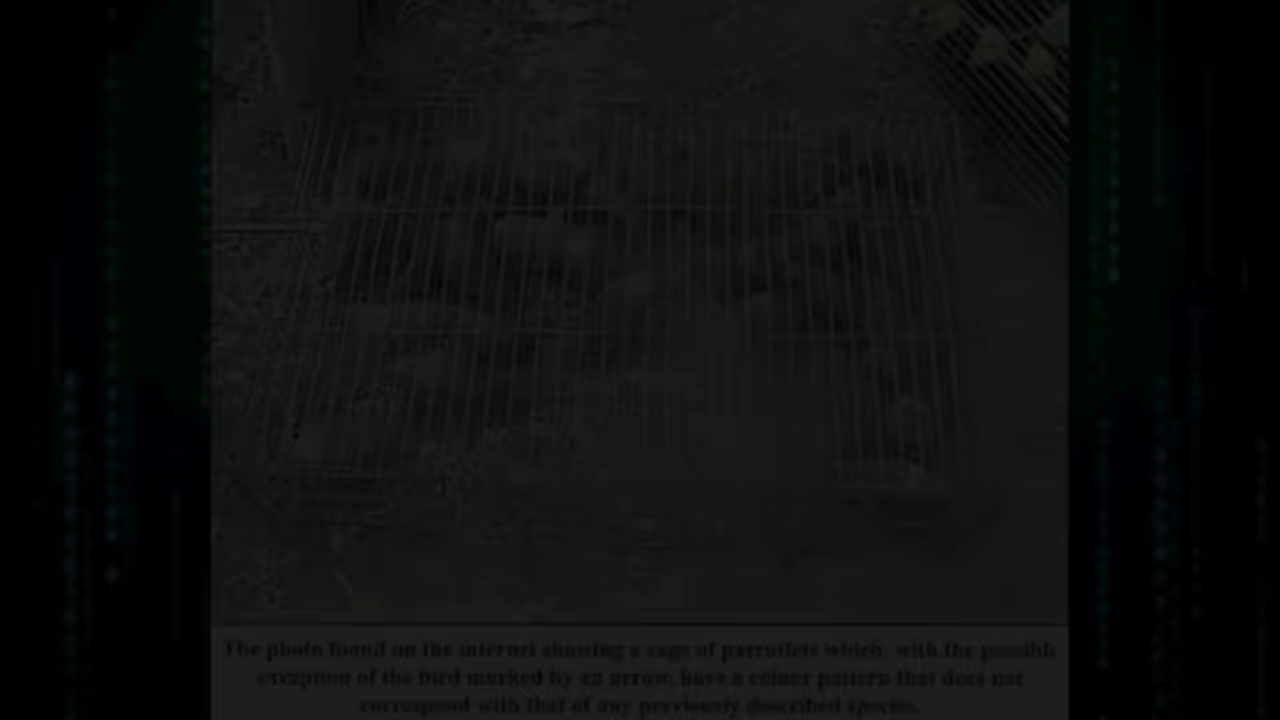 The photo found on the internet showing a cage of parrotlets which, with the possible
exception of the bird marked by an arrow, have a colour pattern that does not
correspond with that of any previously described species.